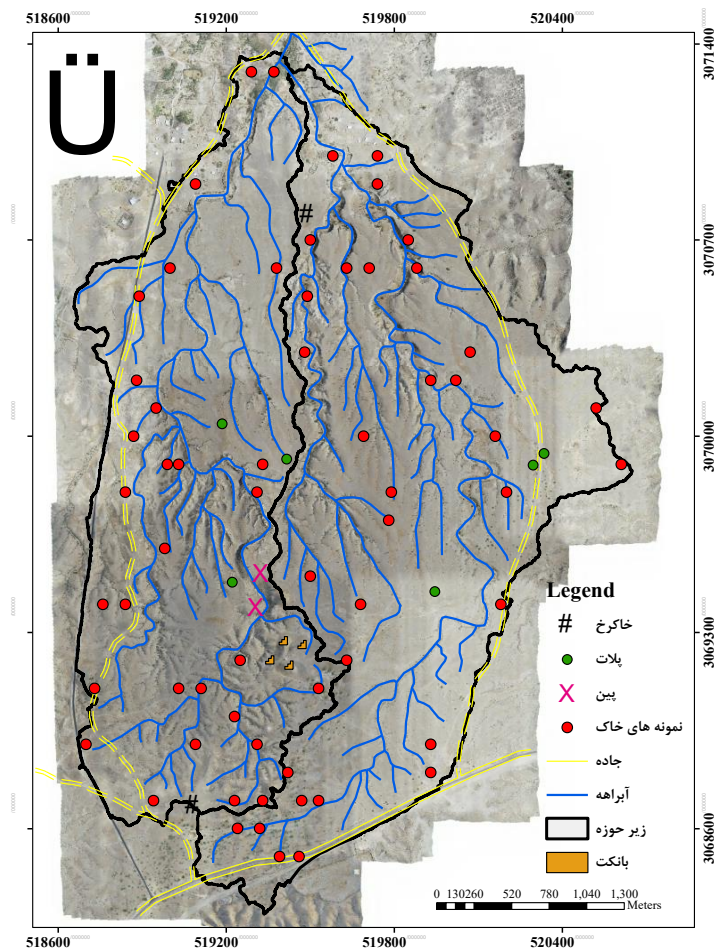 518600 519200 519800 520400
3071400
Ü
3070700
3070000
3069300
3068600
Legend
# خاکرخ
پلات
X پین
نمونه های خاک
جاده
آبراهه
زیر حوزه
بانکت
0 130260 520 780 1,040 1,300
Meters
518600 519200 519800 520400